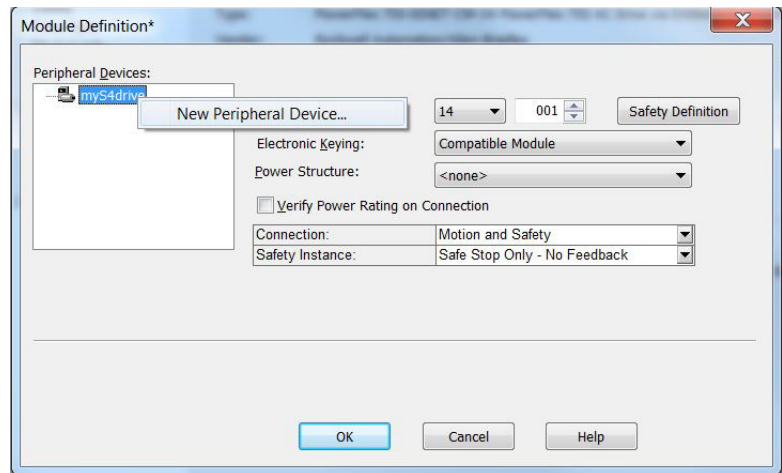 Module Definition*
Peripheral Devices:
myS4drive
New Peripheral Device...
14 001 Safety Definition
Electronic Keying: Compatible Module
Power Structure: <none>
Verify Power Rating on Connection
Connection: Motion and Safety
Safety Instance: Safe Stop Only - No Feedback
OK Cancel Help